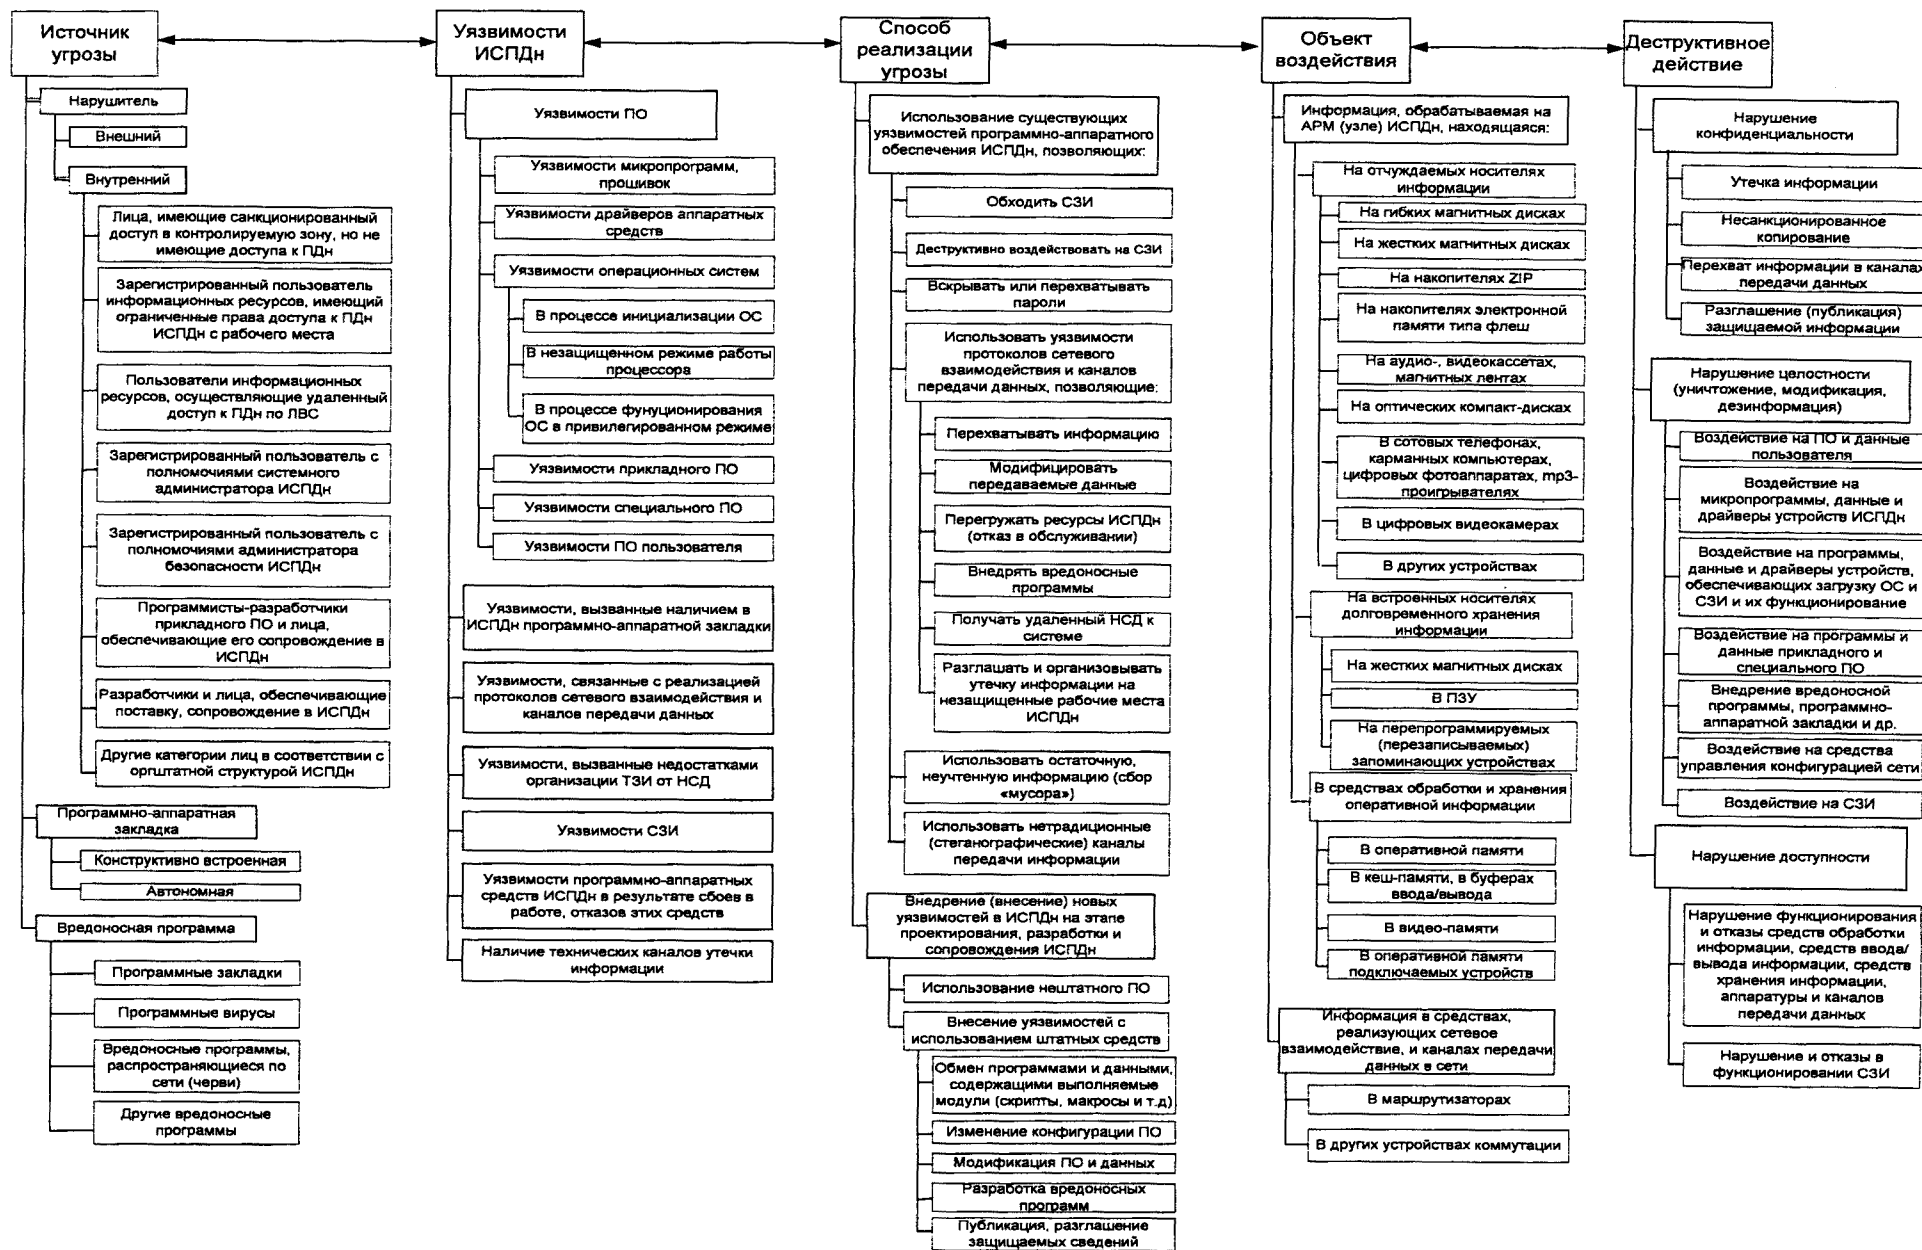 Источник
угрозы
Нарушитель
Внешний
Внутренний
Лица, имеющие санкционированный
доступ в контролируемую зону, но не
имеющие доступа к ПДн
Зарегистрированный пользователь
информационных ресурсов, имеющий
ограниченные права доступа к ПДн
ИСПДн с рабочего места
Пользователи информационных
ресурсов, осуществляющие удаленный
доступ к ПДн по ЛВС
Зарегистрированный пользователь с
полномочиями системного
администратора ИСПДн
Зарегистрированный пользователь с
полномочиями администратора
безопасности ИСПДн
Программисты-разработчики
прикладного ПО и лица,
обеспечивающие его сопровождение в
ИСПДн
Разработчики и лица, обеспечивающие
поставку, сопровождение в ИСПДн
Другие категории лиц в соответствии с
оргштатной структурой ИСПДн
Программно-аппаратная
закладка
Конструктивно встроенная
Автономная
Вредоносная программа
Программные закладки
Программные вирусы
Вредоносные программы,
распространяющиеся по
сети (черви)
Другие вредоносные
программы
Уязвимости
ИСПДн
Уязвимости ПО
Уязвимости микропрограмм,
прошивок
Уязвимости драйверов аппаратных
средств
Уязвимости операционных систем
В процессе инициализации ОС
В незащищенном режиме работы
процессора
В процессе фунуционирования
ОС в привилегированном режиме
Уязвимости прикладного ПО
Уязвимости специального ПО
Уязвимости ПО пользователя
Уязвимости, вызванные наличием в
ИСПДн программно-аппаратной закладки
Уязвимости, связанные с реализацией
протоколов сетевого взаимодействия и
каналов передачи данных
Уязвимости, вызванные недостатками
организации ТЗИ от НСД
Уязвимости СЗИ
Уязвимости программно-аппаратных
средств ИСПДн в результате сбоев в
работе, отказов этих средств
Наличие технических каналов утечки
информации
Способ
реализации
угрозы
Использование существующих
уязвимостей программно-аппаратного
обеспечения ИСПДн, позволяющих:
Обходить СЗИ
Деструктивно воздействовать на СЗИ
Вскрывать или перехватывать
пароли
Использовать уязвимости
протоколов сетевого
взаимодействия и каналов
передачи данных, позволяющие:
Перехватывать информацию
Модифицировать
передаваемые данные
Перегружать ресурсы ИСПДн
(отказ в обслуживании)
Внедрять вредоносные
программы
Получать удаленный НСД к
системе
Разглашать и организовывать
утечку информации на
незащищенные рабочие места
ИСПДн
Использовать остаточную,
неучтенную информацию (сбор
«мусора»)
Использовать нетрадиционные
(стеганографические) каналы
передачи информации
Внедрение (внесение) новых
уязвимостей в ИСПДн на этапе
проектирования, разработки и
сопровождения ИСПДн
Использование нештатного ПО
Внесение уязвимостей с
использованием штатных средств
Обмен программами и данными,
содержащими выполняемые
модули (скрипты, макросы и т.д)
Изменение конфигурации ПО
Модификация ПО и данных
Разработка вредоносных
программ
Публикация, разглашение
защищаемых сведений
Объект
воздействия
Информация, обрабатываемая на
АРМ (узле) ИСПДн, находящаяся:
На отчуждаемых носителях
информации
На гибких магнитных дисках
На жестких магнитных дисках
На накопителях ZIP
На накопителях электронной
памяти типа флеш
На аудио-, видеокассетах,
магнитных лентах
На оптических компакт-дисках
В сотовых телефонах,
карманных компьютерах,
цифровых фотоаппаратах, mp3-
проигрывателях
В цифровых видеокамерах
В других устройствах
На встроенных носителях
долговременного хранения
информации
На жестких магнитных дисках
В ПЗУ
На перепрограммируемых
(перезаписываемых)
запоминающих устройствах
В средствах обработки и хранения
оперативной информации
В оперативной памяти
В кеш-памяти, в буферах
ввода/вывода
В видео-памяти
В оперативной памяти
подключаемых устройств
Информация в средствах,
реализующих сетевое
взаимодействие, и каналах передачи
данных в сети
В маршрутизаторах
В других устройствах коммутации
Деструктивное
действие
Нарушение
конфиденциальности
Утечка информации
Несанкционированное
копирование
Перехват информации в каналах
передачи данных
Разглашение (публикация)
защищаемой информации
Нарушение целостности
(уничтожение, модификация,
дезинформация)
Воздействие на ПО и данные
пользователя
Воздействие на
микропрограммы, данные и
драйверы устройств ИСПДн
Воздействие на программы,
данные и драйверы устройств,
обеспечивающих загрузку ОС и
СЗИ и их функционирование
Воздействие на программы и
данные прикладного и
специального ПО
Внедрение вредоносной
программы, программно-
аппаратной закладки и др.
Воздействие на средства
управления конфигурацией сети
Воздействие на СЗИ
Нарушение доступности
Нарушение функционирования
и отказы средств обработки
информации, средств ввода/
вывода информации, средств
хранения информации,
аппаратуры и каналов
передачи данных
Нарушение и отказы в
функционировании СЗИ